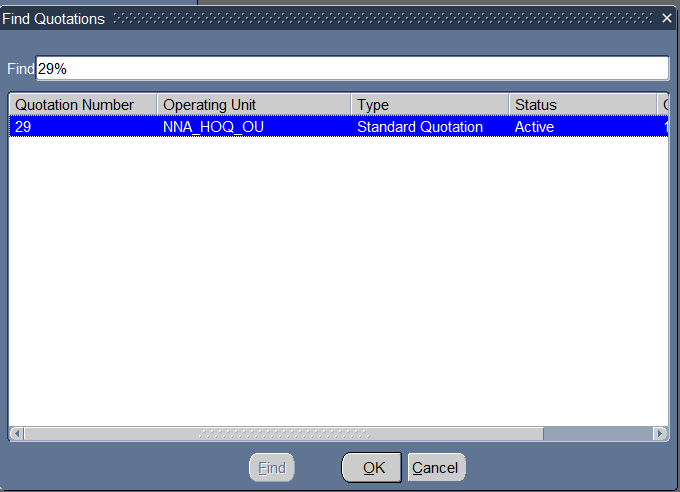 Find Quotations
Find 29%
Quotation Number Operating Unit Type Status
29 NNA_HOQ_OU Standard Quotation Active
Find OK Cancel